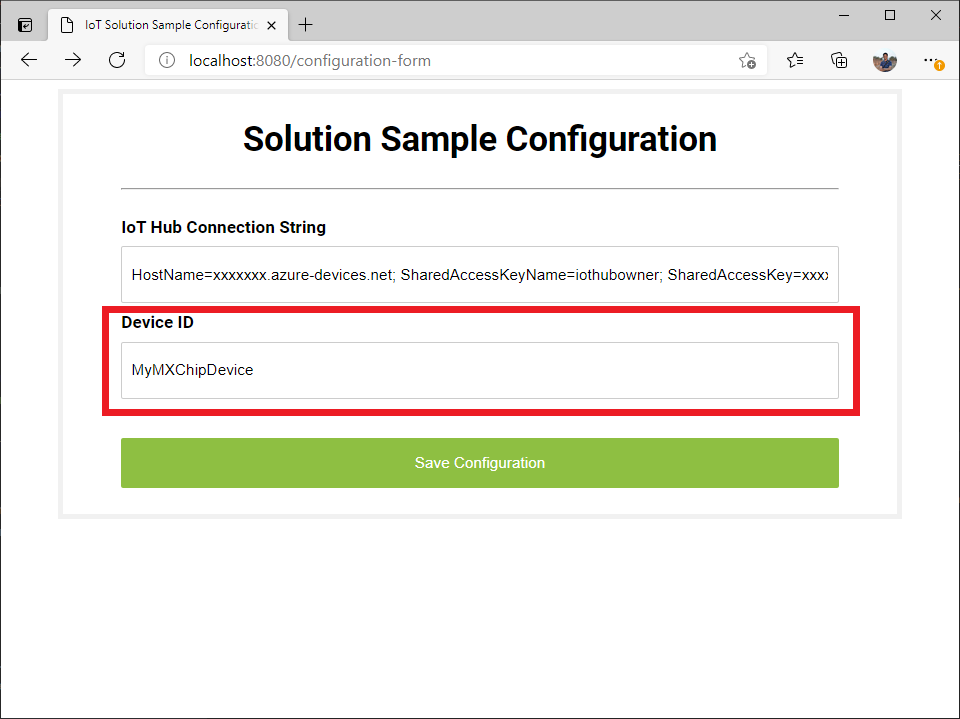 IoT Solution Sample Configuratio
localhost:8080/configuration-form
Solution Sample Configuration
IoT Hub Connection String
HostName=xxxxxxx.azure-devices.net; SharedAccessKeyName=iothubowner; SharedAccessKey=xxxx
Device ID
MyMXChipDevice
Save Configuration